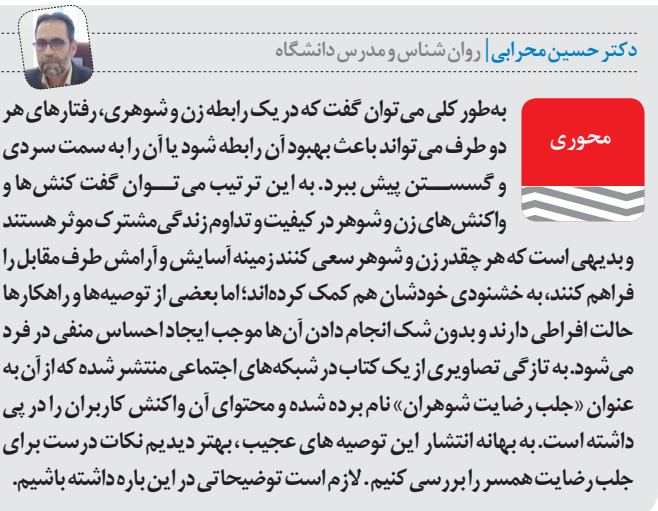 دکتر حسین محرابی | روان شناس و مدرس دانشگاه
محوری
به‌طور کلی می‌توان گفت که در یک رابطه زن و شوهری، رفتارهای هر
دو طرف می‌تواند باعث بهبود آن رابطه شود یا آن را به سمت سردی
و گسستن پیش ببرد. به این ترتیب می‌توان گفت کنش‌ها و
واکنش‌های زن و شوهر در کیفیت و تداوم زندگی مشترک موثر هستند
و بدیهی است که هر چقدر زن و شوهر سعی کنند زمینه آسایش و آرامش طرف مقابل را
فراهم کنند، به خشنودی خودشان هم کمک کرده‌اند؛ اما بعضی از توصیه‌ها و راهکارها
حالت افراطی دارند و بدون شک انجام دادن آن‌ها موجب ایجاد احساس منفی در فرد
می‌شود. به تازگی تصاویری از یک کتاب در شبکه‌های اجتماعی منتشر شده که از آن به
عنوان «جلب رضایت شوهران» نام برده شده و محتوای آن واکنش کاربران را در پی
داشته است. به بهانه انتشار این توصیه های عجیب، بهتر دیدیم نکات درست برای
جلب رضایت همسر را بررسی کنیم. لازم است توضیحاتی در این باره داشته باشیم.